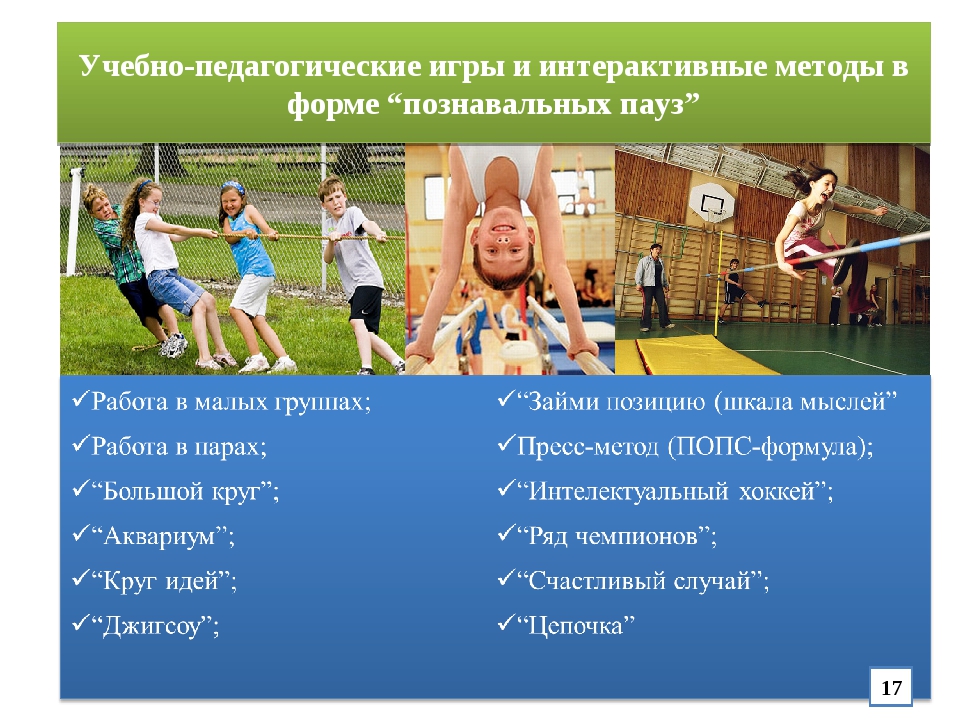 Учебно-педагогические игры и интерактивные методы в
форме “познавальных пауз”
✓Работа в малых группах;
✓Работа в парах;
✓“Большой круг”;
✓“Аквариум”;
✓“Круг идей”;
✓“Джигсоу”;
✓“Займи позицию (шкала мыслей”
✓Пресс-метод (ПОПС-формула);
✓“Интелектуальный хоккей”;
✓“Ряд чемпионов”;
✓“Счастливый случай”;
✓“Цепочка”
17